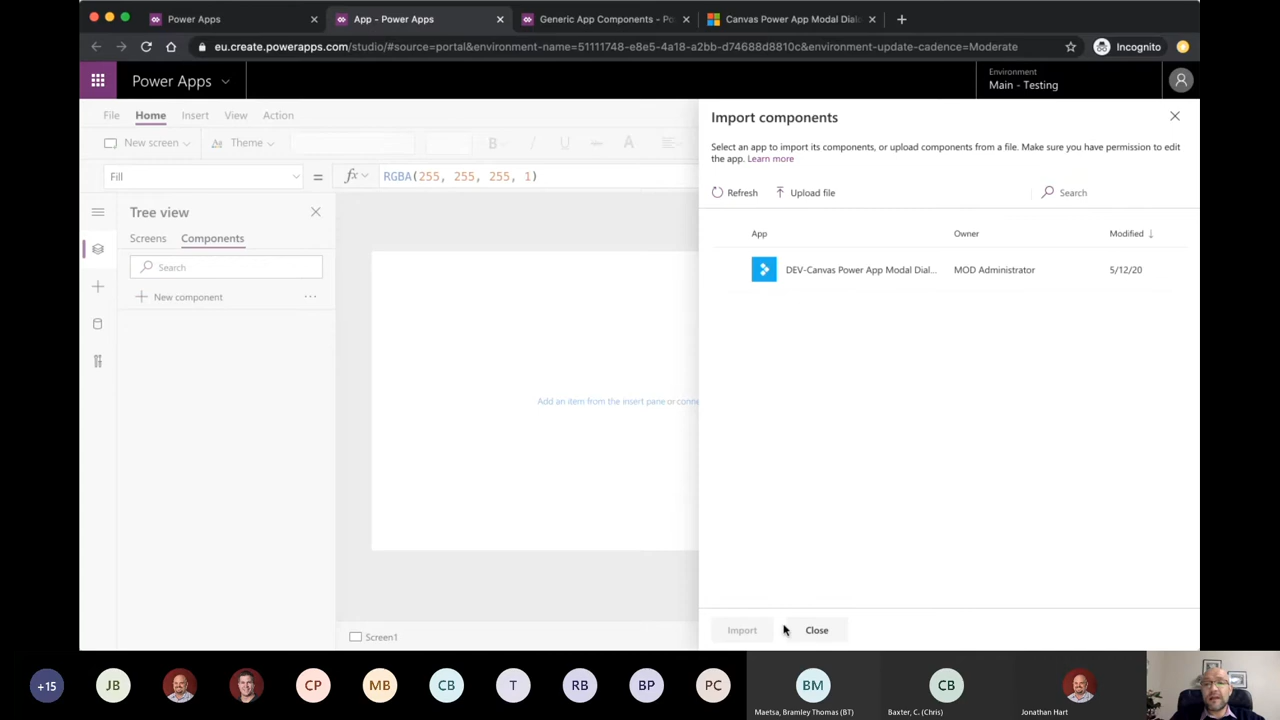 Power Apps
App - Power Apps
Generic App Components - Po
Canvas Power App Modal Dialo
eu.create.powerapps.com/studio/#source=portal&environment-name=51111748-e8e5-4a18-a2bb-d74688d8810c&environment-update-cadence=Moderate
Incognito
Power Apps
Environment
Main - Testing
File Home Insert View Action
New screen Theme B / U A
Fill = fx RGBA(255, 255, 255, 1)
Tree view
Screens Components
Search
New component ...
Add an item from the insert pane or conne
Screen1
Import components
Select an app to import its components, or upload components from a file. Make sure you have permission to edit
the app. Learn more
Refresh Upload file Search
App Owner Modified
DEV-Canvas Power App Modal Dial... MOD Administrator 5/12/20
Import Close
+15 JB CP MB CB T RB BP PC BM CB
Maetsa, Bramley Thomas (BT) Baxter, C. (Chris) Jonathan Hart